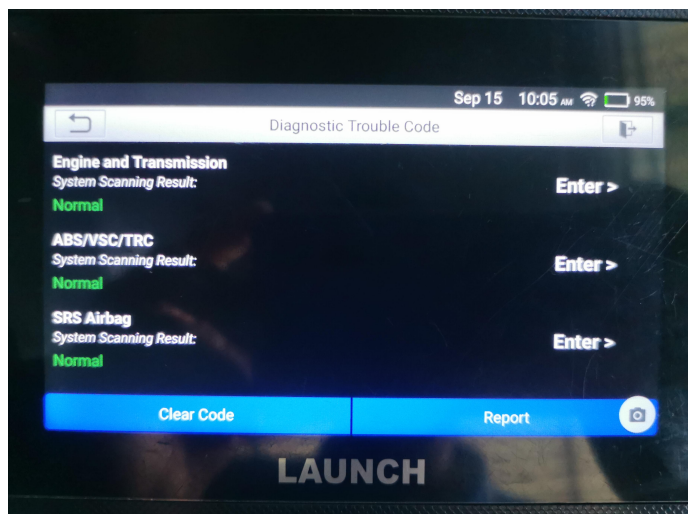 Sep 15 10:05 AM 95%
Diagnostic Trouble Code
Engine and Transmission
System Scanning Result:
Normal
Enter >
ABS/VSC/TRC
System Scanning Result:
Normal
Enter >
SRS Airbag
System Scanning Result:
Normal
Enter >
Clear Code
Report
LAUNCH